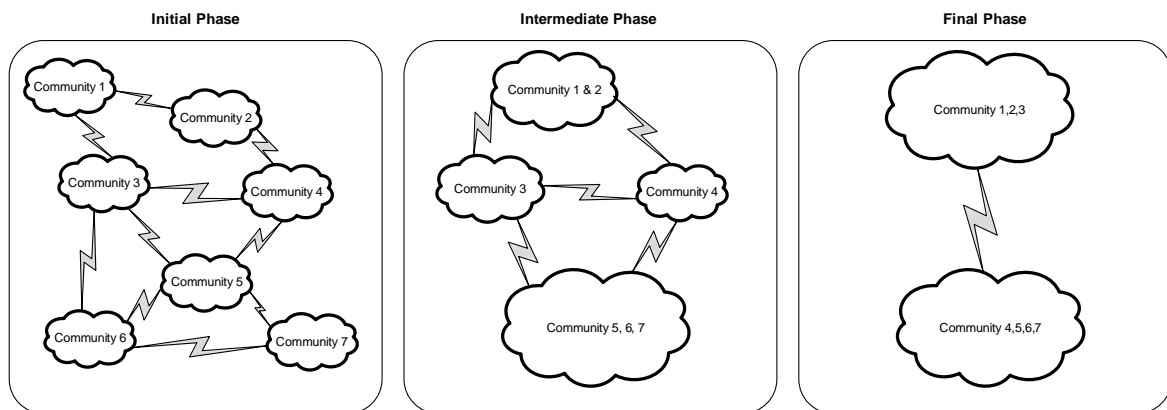 Initial Phase
Community 1
Community 2
Community 3
Community 4
Community 5
Community 6
Community 7
Intermediate Phase
Community 1 & 2
Community 3
Community 4
Community 5, 6, 7
Final Phase
Community 1,2,3
Community 4,5,6,7